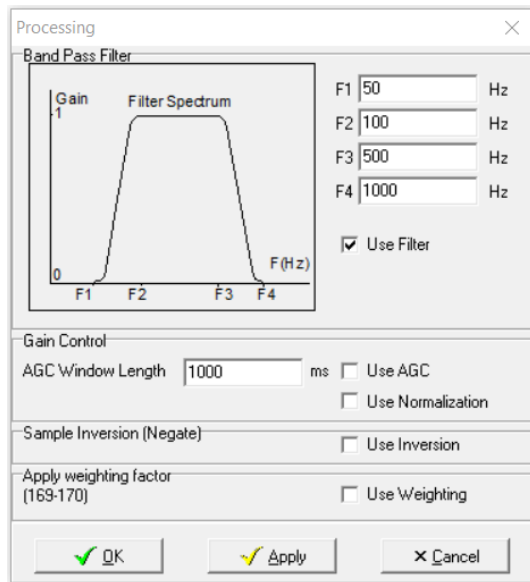 Processing
Band Pass Filter
Gain
Filter Spectrum
1
0
F(Hz)
F1 F2 F3 F4
F1 50 Hz
F2 100 Hz
F3 500 Hz
F4 1000 Hz
Use Filter
Gain Control
AGC Window Length 1000 ms Use AGC
Use Normalization
Sample Inversion (Negate)
Use Inversion
Apply weighting factor
(169-170)
Use Weighting
OK Apply Cancel